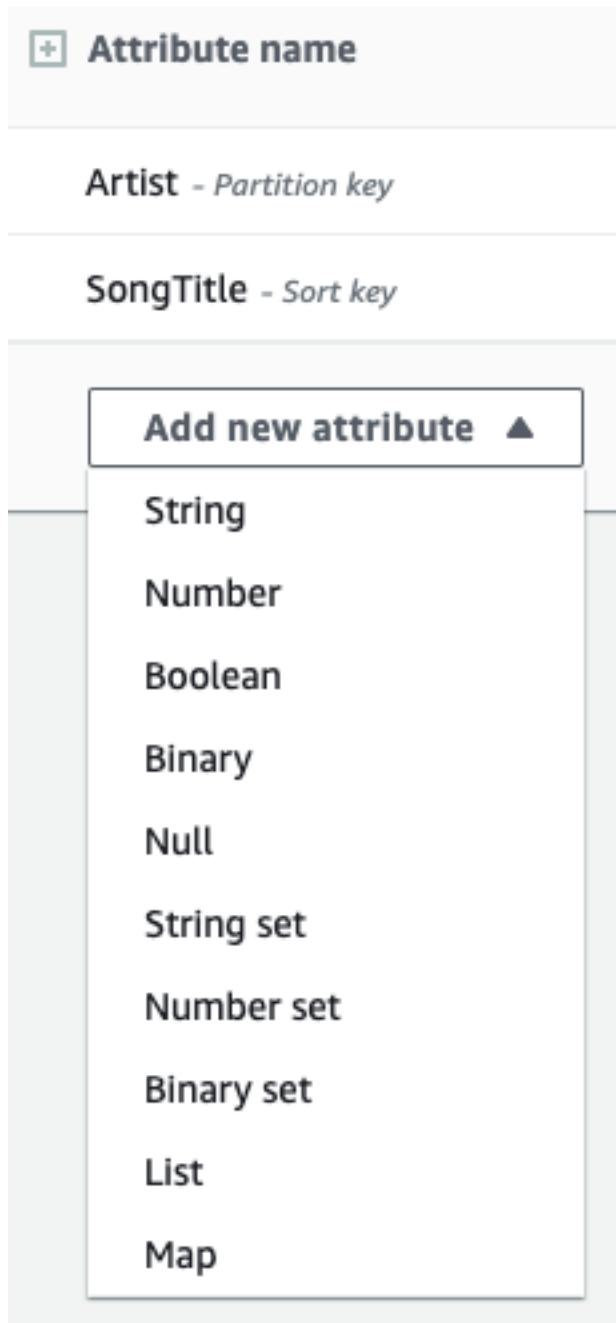 Attribute name
Artist - Partition key
SongTitle - Sort key
Add new attribute ▲
String
Number
Boolean
Binary
Null
String set
Number set
Binary set
List
Map